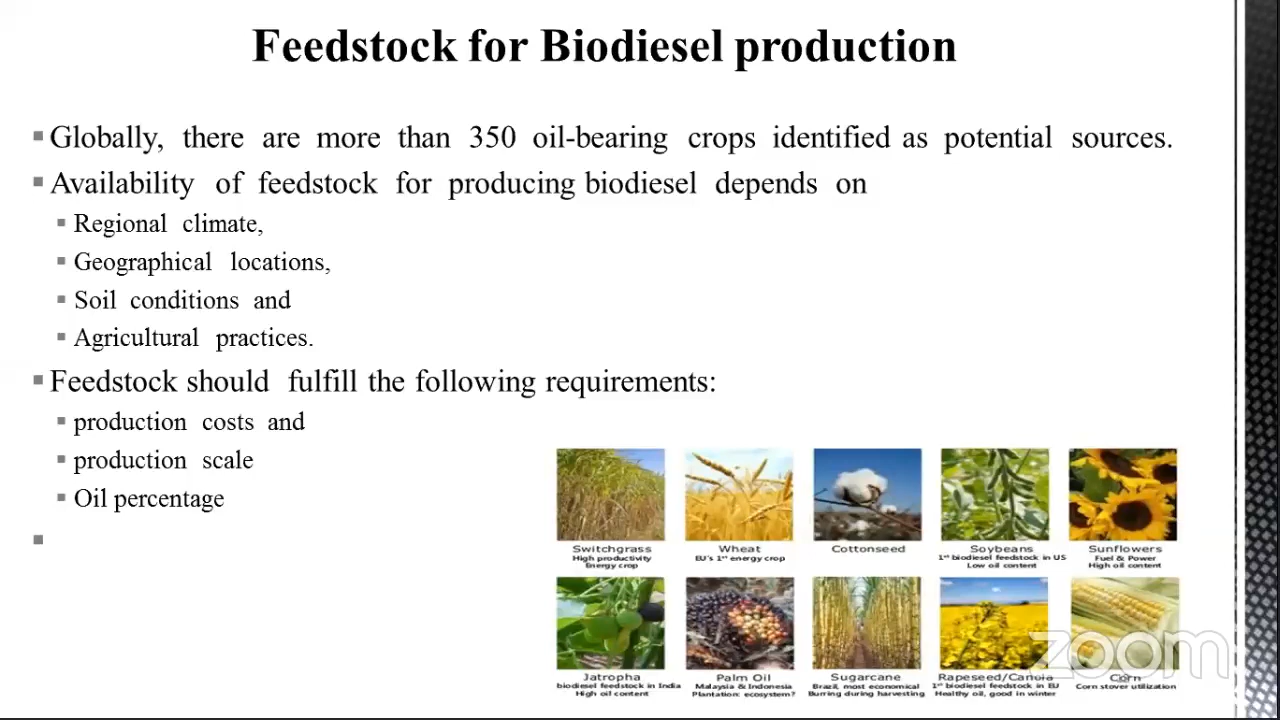 Feedstock for Biodiesel production
Globally, there are more than 350 oil-bearing crops identified as potential sources.
Availability of feedstock for producing biodiesel depends on
Regional climate,
Geographical locations,
Soil conditions and
Agricultural practices.
Feedstock should fulfill the following requirements:
production costs and
production scale
Oil percentage
Switchgrass
High productivity
Energy crop
Wheat
EU's 1st energy crop
Cottonseed
Soybeans
1st biodiesel feedstock in US
Low oil content
Sunflowers
Fuel & Power
High oil content
Jatropha
biodiesel feedstock in India
High oil content
Palm Oil
Malaysia & Indonesia
Plantation: ecosystem?
Sugarcane
Brazil, most economical
Burring during harvesting
Rapeseed/Canola
1st biodiesel feedstock in EU
Healthy oil, good in winter
Corn
Corn stover utilization
zoom